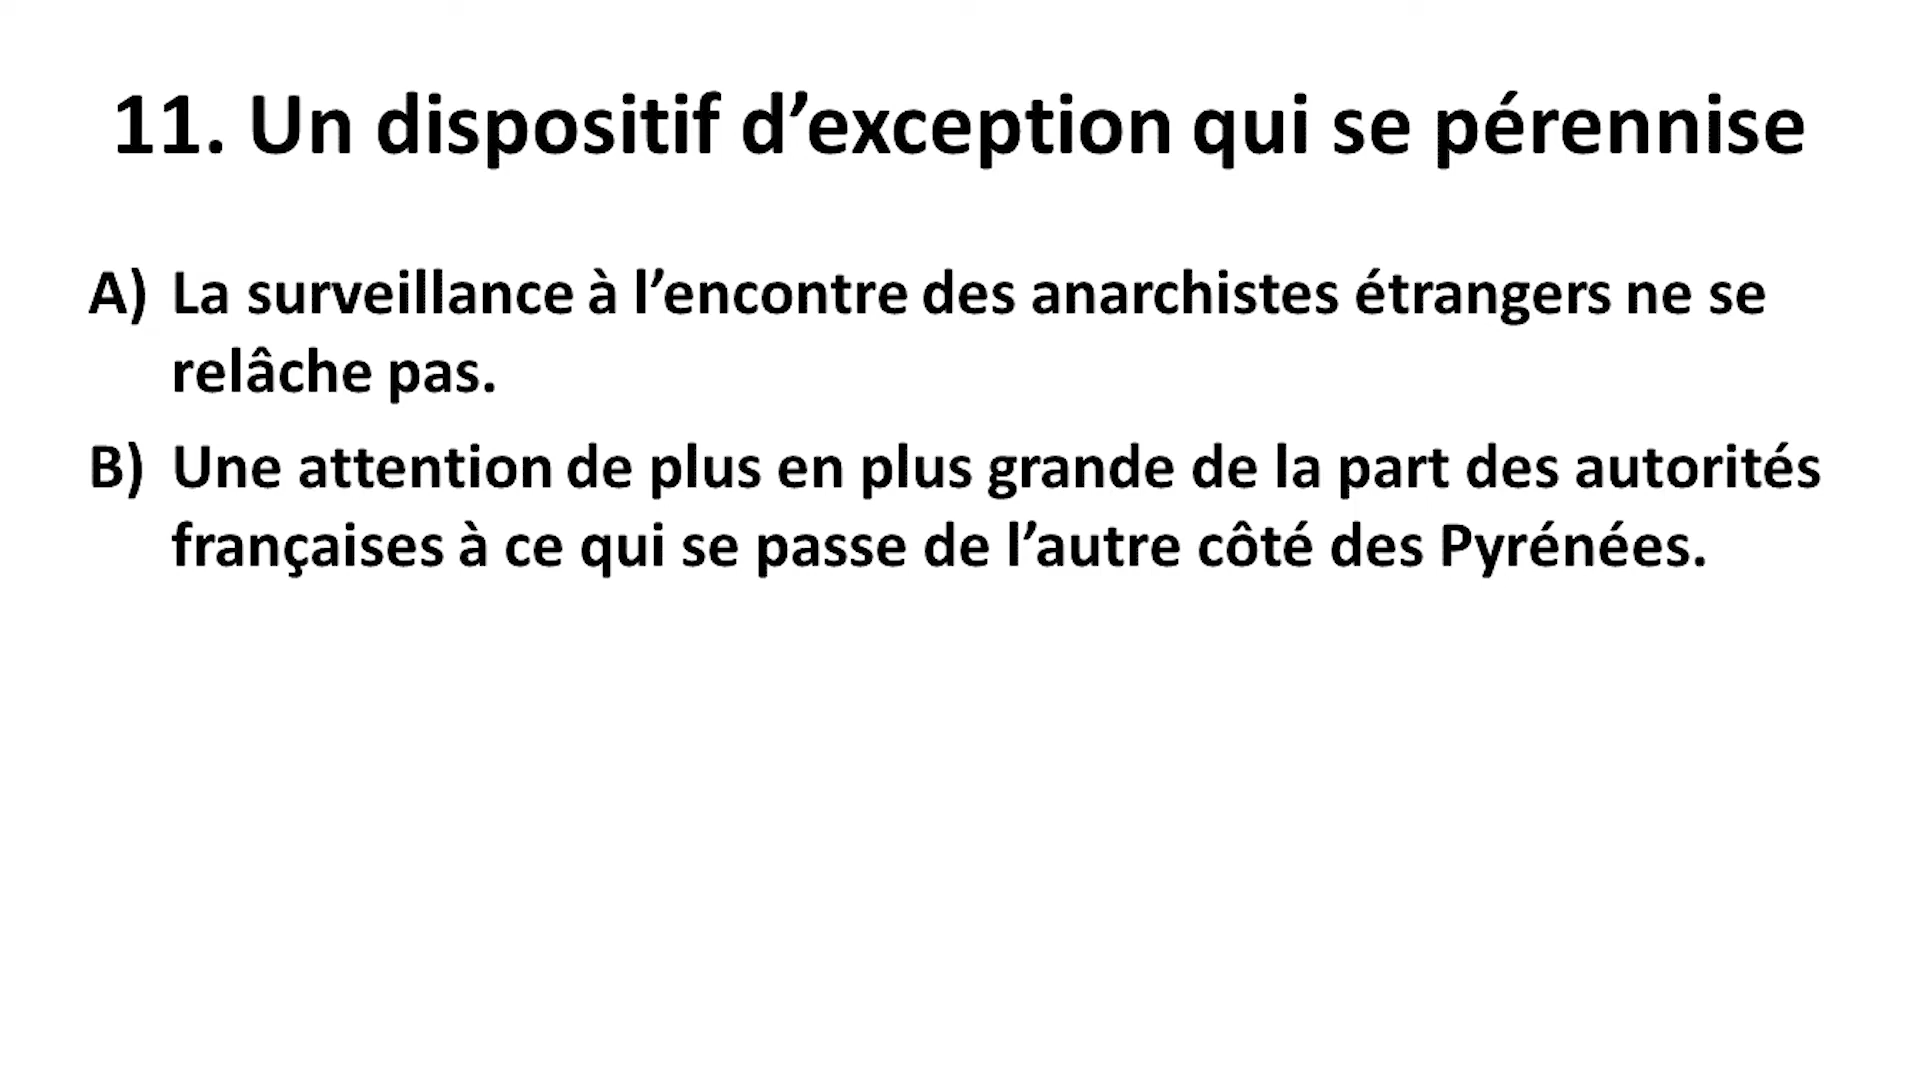 11. Un dispositif d’exception qui se pérennise
A) La surveillance à l’encontre des anarchistes étrangers ne se
relâche pas.
B) Une attention de plus en plus grande de la part des autorités
françaises à ce qui se passe de l’autre côté des Pyrénées.